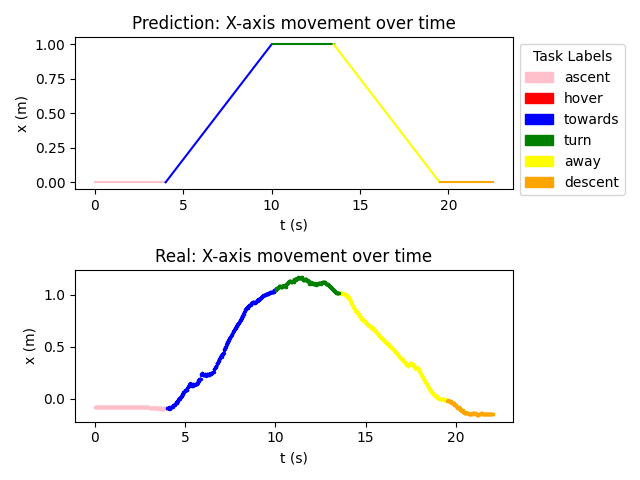 Prediction: X-axis movement over time
1.00
0.75
0.50
0.25
0.00
x (m)
0
5
10
15
20
t (s)
Task Labels
ascent
hover
towards
turn
away
descent
Real: X-axis movement over time
1.0
0.5
0.0
x (m)
0
5
10
15
20
t (s)